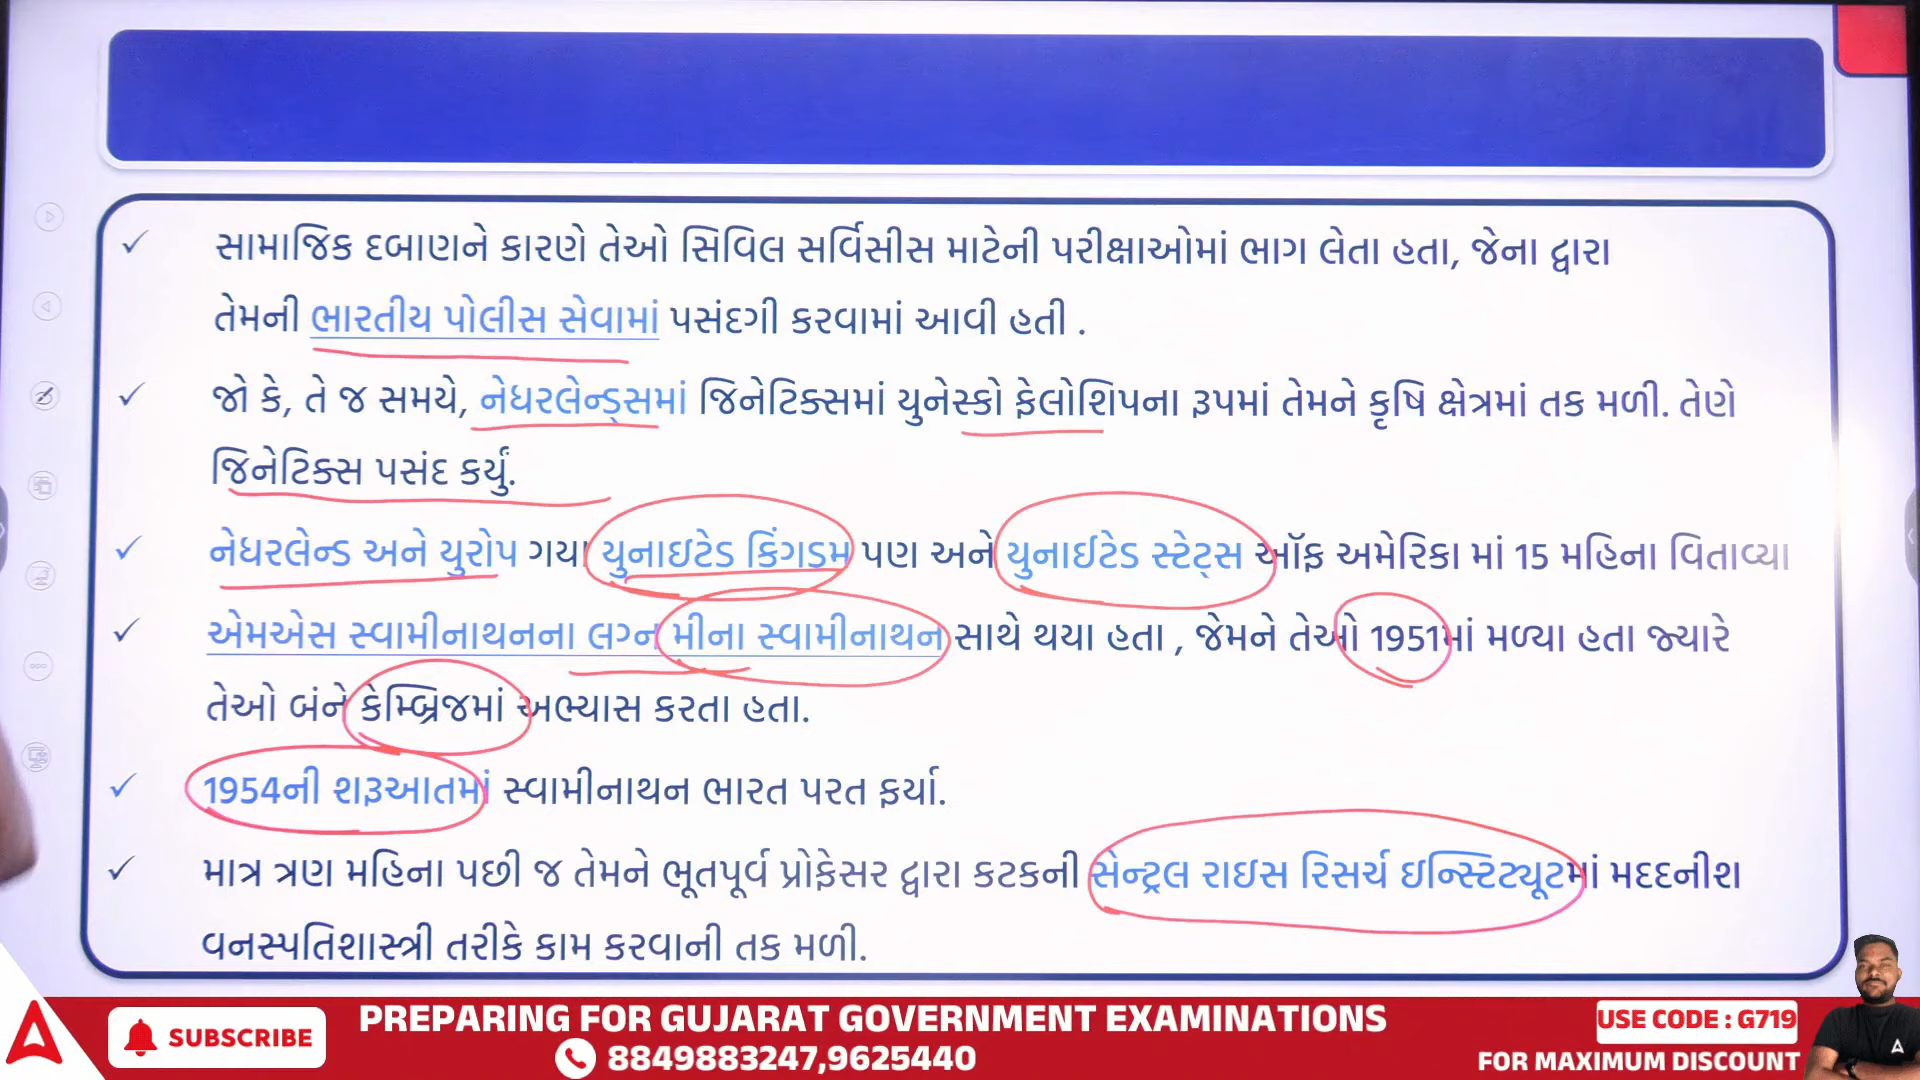 સામાજિક દબાણને કારણે તેઓ સિવિલ સર્વિસીસ માટેની પરીક્ષાઓમાં ભાગ લેતા હતા, જેના દ્વારા
તેમની ભારતીય પોલીસ સેવામાં પસંદગી કરવામાં આવી હતી .
જો કે, તે જ સમયે, નેધરલેન્ડ્સમાં જિનેટિક્સમાં યુનેસ્કો ફેલોશિપના રૂપમાં તેમને કૃષિ ક્ષેત્રમાં તક મળી. તેણે
જિનેટિક્સ પસંદ કર્યું.
નેધરલેન્ડ અને યુરોપ ગયા યુનાઇટેડ કિંગડમ પણ અને યુનાઈટેડ સ્ટેટ્સ ઑફ અમેરિકા માં 15 મહિના વિતાવ્યા
એમએસ સ્વામીનાથનના લગ્ન મીના સ્વામીનાથન સાથે થયા હતા , જેમને તેઓ 1951માં મળ્યા હતા જ્યારે
તેઓ બંને કેમ્બ્રિજમાં અભ્યાસ કરતા હતા.
1954ની શરૂઆતમાં સ્વામીનાથન ભારત પરત ફર્યા.
માત્ર ત્રણ મહિના પછી જ તેમને ભૂતપૂર્વ પ્રોફેસર દ્વારા કટકની સેન્ટ્રલ રાઇસ રિસર્ચ ઇન્સ્ટિટ્યૂટમાં મદદનીશ
વનસ્પતિશાસ્ત્રી તરીકે કામ કરવાની તક મળી.
SUBSCRIBE
PREPARING FOR GUJARAT GOVERNMENT EXAMINATIONS
8849883247,9625440
USE CODE : G719
FOR MAXIMUM DISCOUNT